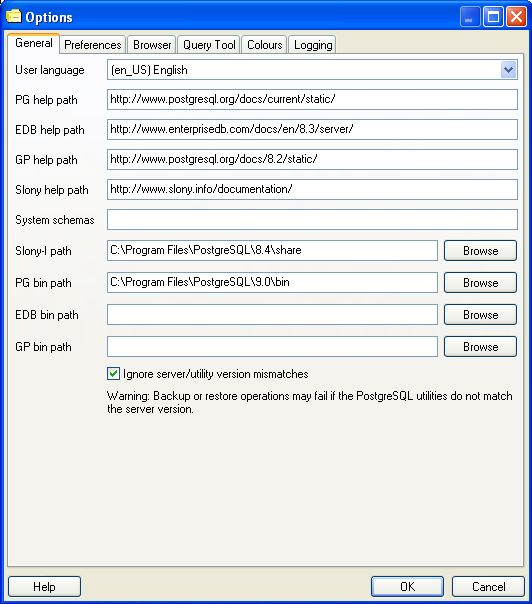 Options
General Preferences Browser Query Tool Colours Logging
User language (en_US) English
PG help path http://www.postgresql.org/docs/current/static/
EDB help path http://www.enterprisedb.com/docs/en/8.3/server/
GP help path http://www.postgresql.org/docs/8.2/static/
Slony help path http://www.slony.info/documentation/
System schemas
Slony-I path C:\Program Files\PostgreSQL\8.4\share Browse
PG bin path C:\Program Files\PostgreSQL\9.0\bin Browse
EDB bin path Browse
GP bin path Browse
Ignore server/utility version mismatches
Warning: Backup or restore operations may fail if the PostgreSQL utilities do not match
the server version.
Help OK Cancel